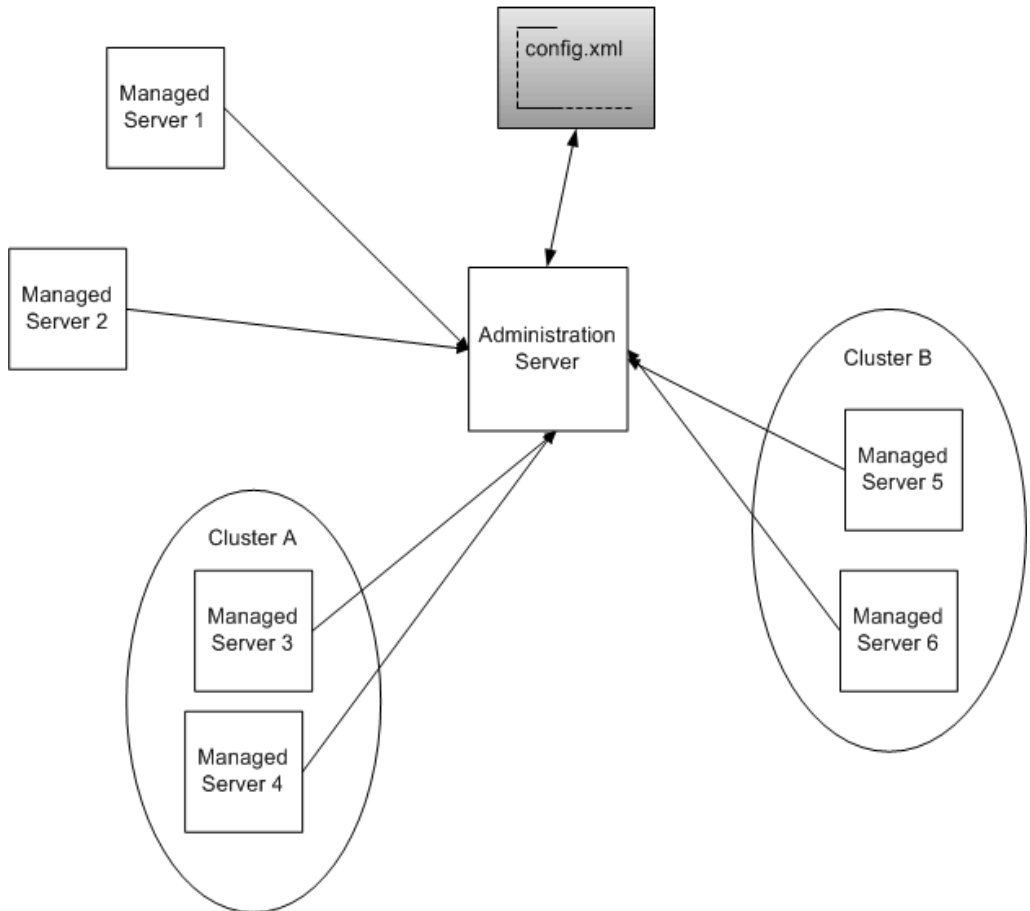 config.xml
Managed
Server 1
Managed
Server 2
Administration
Server
Cluster B
Managed
Server 5
Cluster A
Managed
Server 3
Managed
Server 6
Managed
Server 4